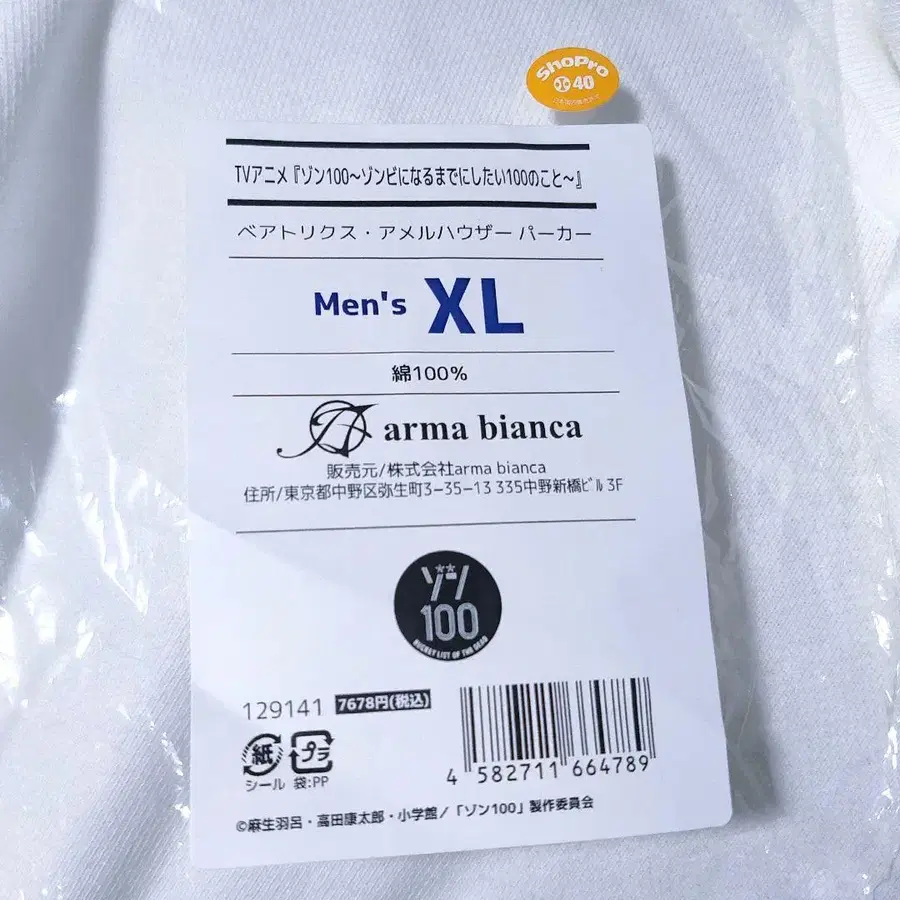 ShoPro
40
TVアニメ『ゾン100～ゾンビになるまでにしたい100のこと～』
ベアトリクス・アメルハウザー パーカー
Men's XL
綿100%
arma bianca
販売元/株式会社arma bianca
住所/東京都中野区弥生町3-35-13 335中野新橋ビル 3F
ゾン
100
BUCKET LIST OF THE DEAD
129141 7678円(税込)
紙 プラ
シール 袋:PP
4 582711 664789
©麻生羽呂・高田康太郎・小学館/「ゾン100」製作委員会